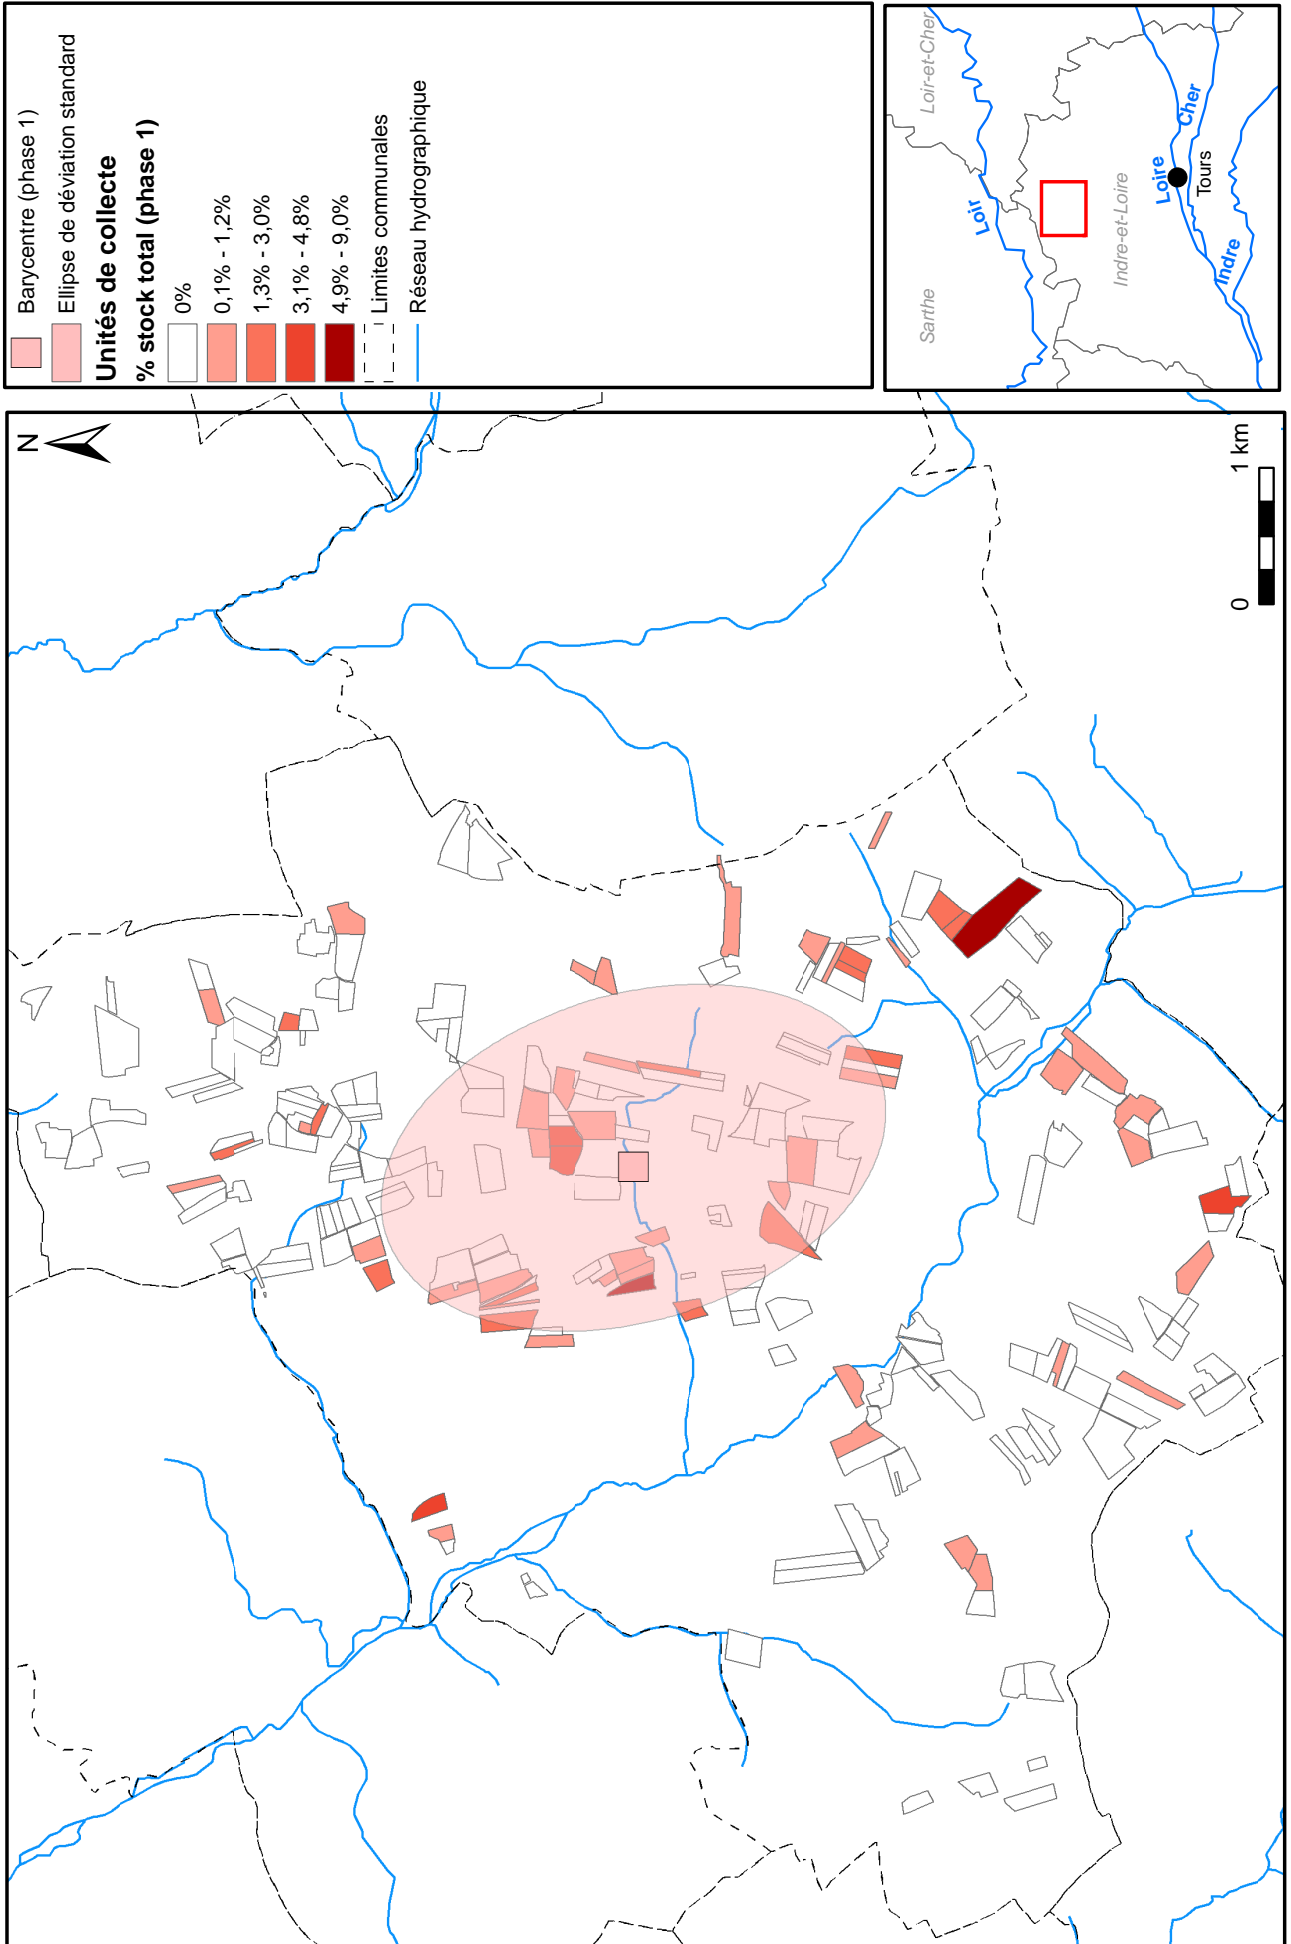 Barycentre (phase 1)
Ellipse de déviation standard
Unités de collecte
% stock total (phase 1)
0%
0,1% - 1,2%
1,3% - 3,0%
3,1% - 4,8%
4,9% - 9,0%
Limites communales
Réseau hydrographique
Loir-et-Cher
Sarthe
Loir
Indre-et-Loire
Loire
Cher
Tours
Indre
N
0
1 km